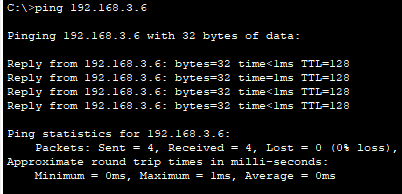 C:\>ping 192.168.3.6
Pinging 192.168.3.6 with 32 bytes of data:
Reply from 192.168.3.6: bytes=32 time<1ms TTL=128
Reply from 192.168.3.6: bytes=32 time<1ms TTL=128
Reply from 192.168.3.6: bytes=32 time<1ms TTL=128
Reply from 192.168.3.6: bytes=32 time<1ms TTL=128
Ping statistics for 192.168.3.6:
Packets: Sent = 4, Received = 4, Lost = 0 (0% loss),
Approximate round trip times in milli-seconds:
Minimum = 0ms, Maximum = 1ms, Average = 0ms